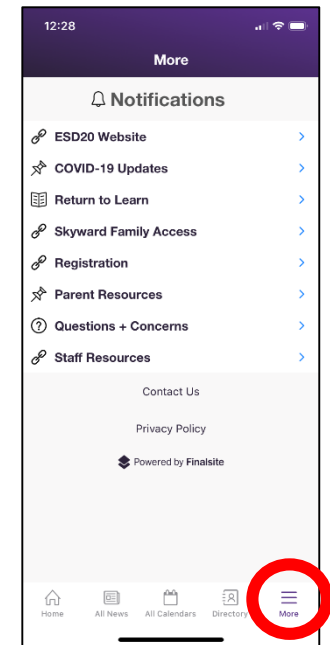 12:28
More
Notifications
ESD20 Website
COVID-19 Updates
Return to Learn
Skyward Family Access
Registration
Parent Resources
Questions + Concerns
Staff Resources
Contact Us
Privacy Policy
Powered by Finalsite
Home All News All Calendars Directory More